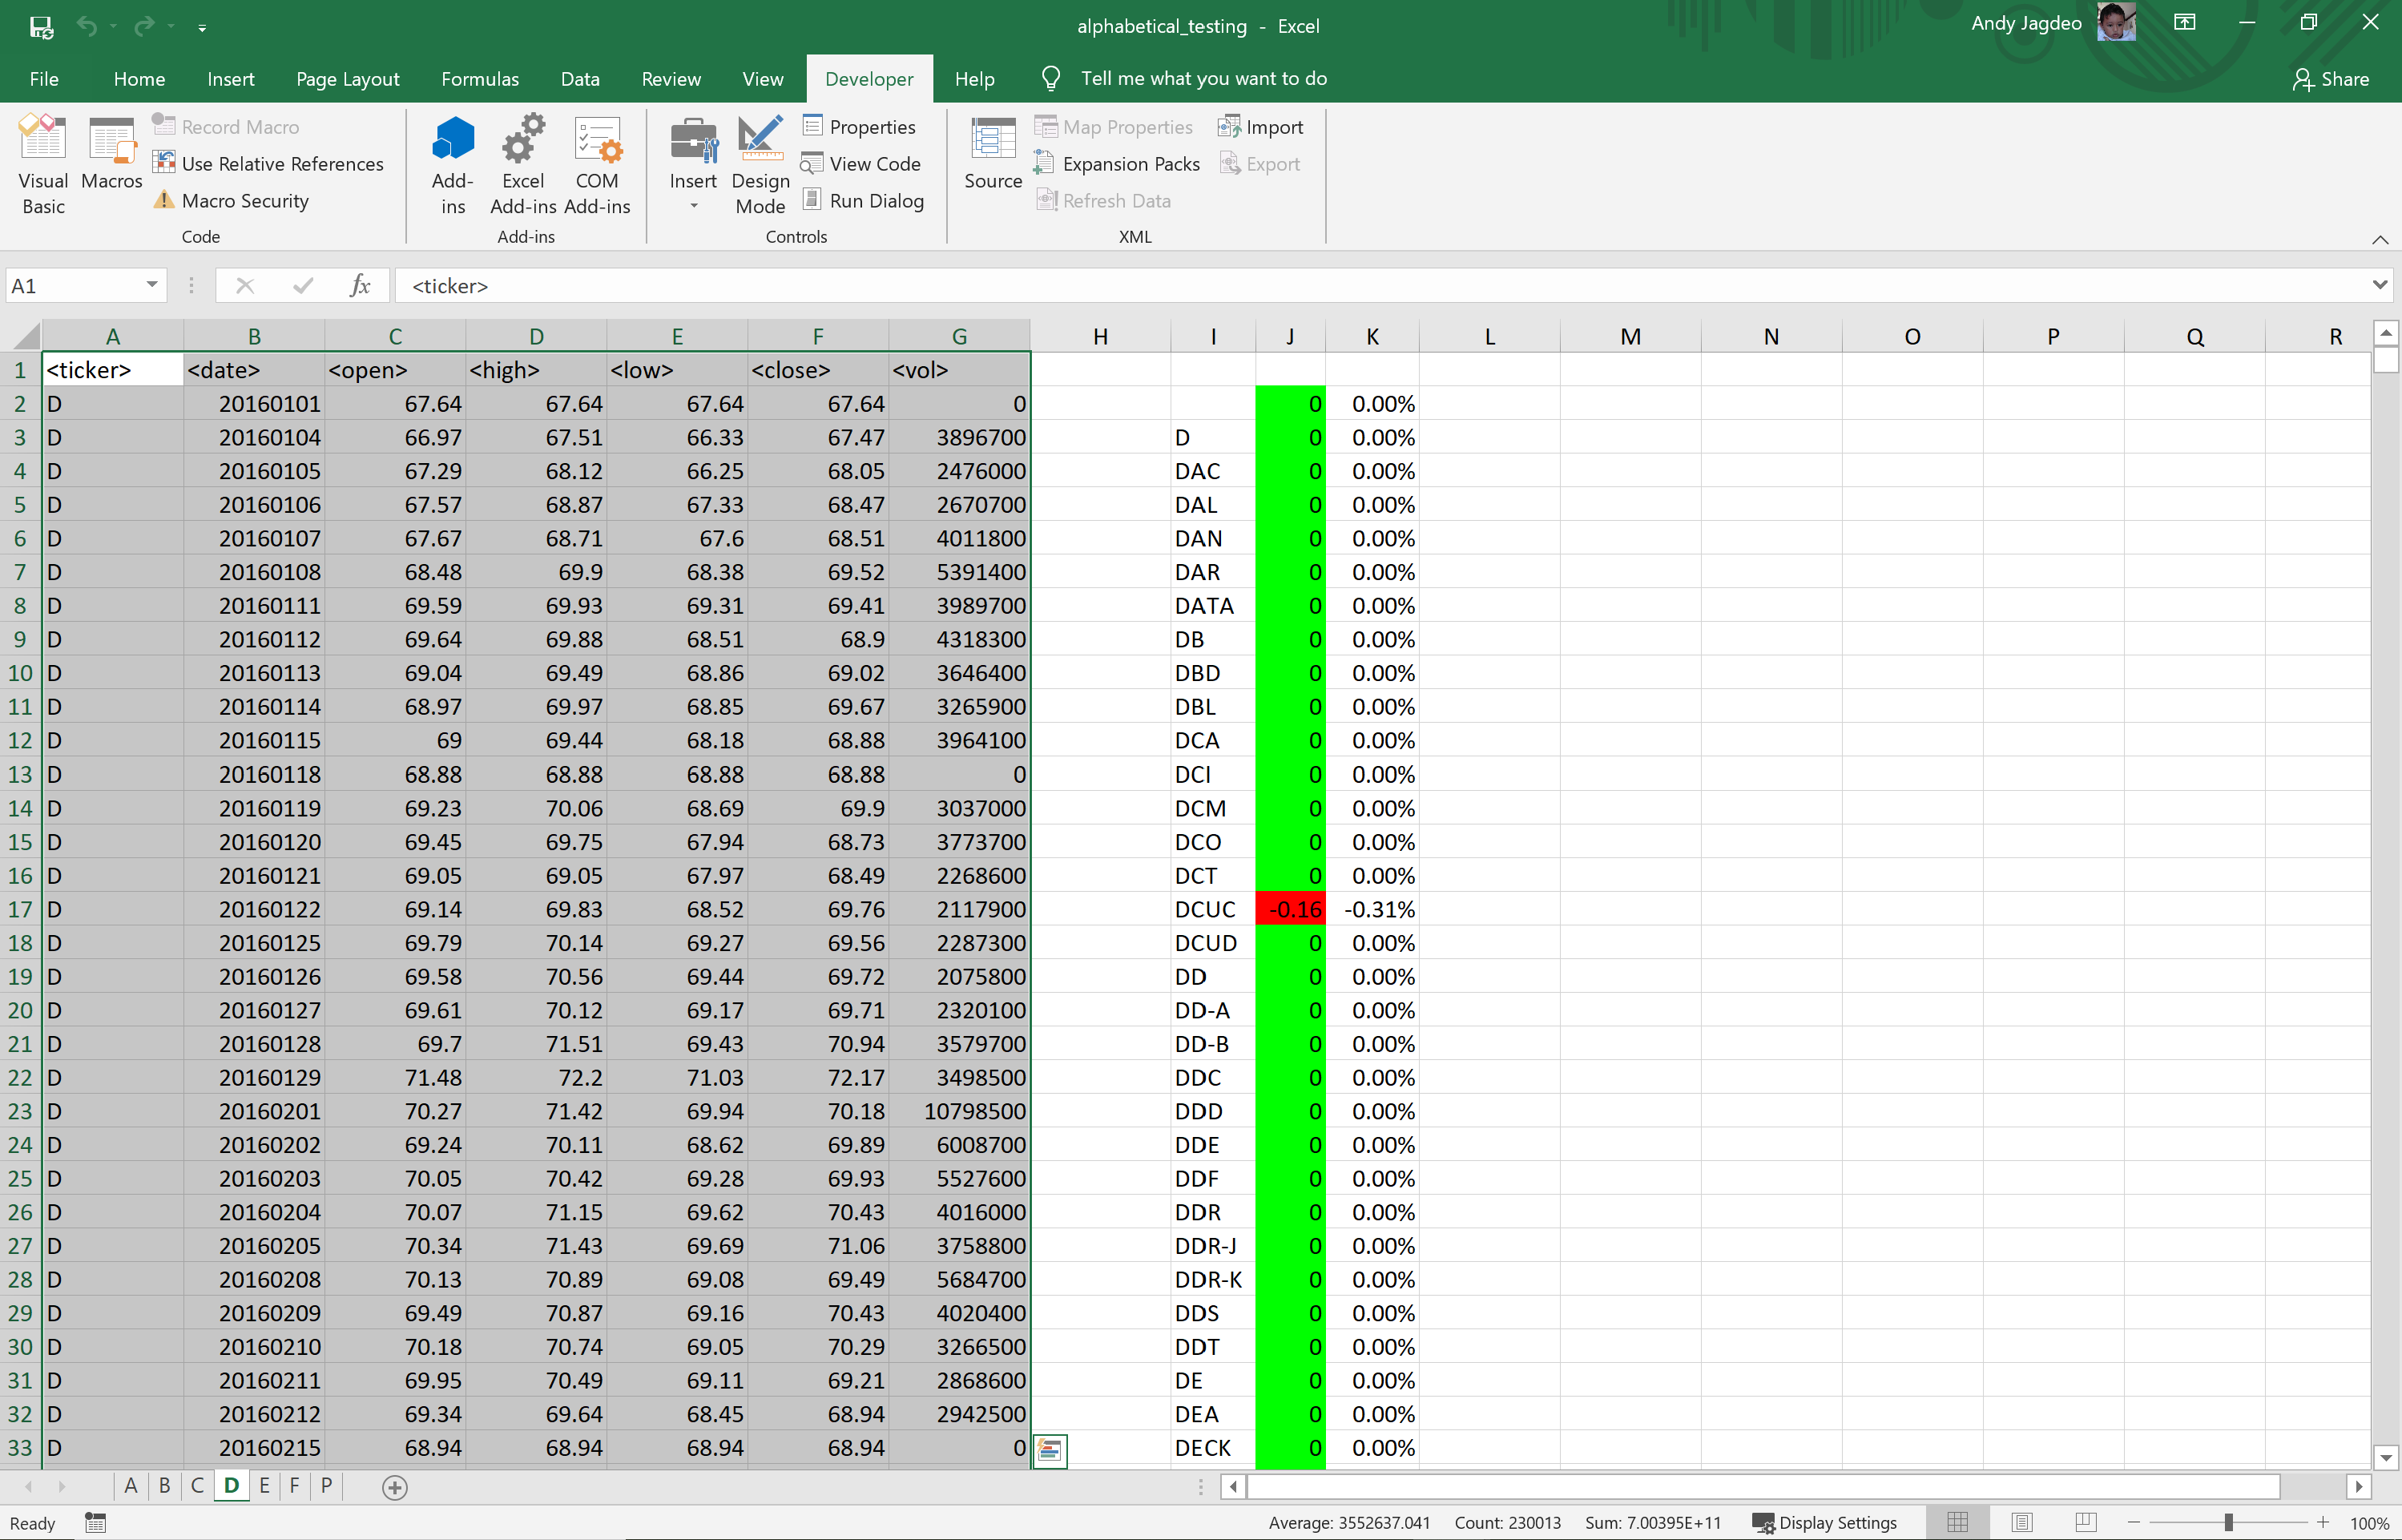 alphabetical_testing - Excel
Andy Jagdeo
File Home Insert Page Layout Formulas Data Review View Developer Help Tell me what you want to do Share
Visual Basic
Macros
Record Macro
Use Relative References
Macro Security
Code
Add-ins
Excel Add-ins
COM Add-ins
Add-ins
Insert
Design Mode
Properties
View Code
Run Dialog
Controls
Source
Map Properties
Expansion Packs
Refresh Data
Import
Export
XML
A1 fx <ticker>
A B C D E F G H I J K L M N O P Q R
1 <ticker> <date> <open> <high> <low> <close> <vol>
2 D 20160101 67.64 67.64 67.64 67.64 0 0 0.00%
3 D 20160104 66.97 67.51 66.33 67.47 3896700 D 0 0.00%
4 D 20160105 67.29 68.12 66.25 68.05 2476000 DAC 0 0.00%
5 D 20160106 67.57 68.87 67.33 68.47 2670700 DAL 0 0.00%
6 D 20160107 67.67 68.71 67.6 68.51 4011800 DAN 0 0.00%
7 D 20160108 68.48 69.9 68.38 69.52 5391400 DAR 0 0.00%
8 D 20160111 69.59 69.93 69.31 69.41 3989700 DATA 0 0.00%
9 D 20160112 69.64 69.88 68.51 68.9 4318300 DB 0 0.00%
10 D 20160113 69.04 69.49 68.86 69.02 3646400 DBD 0 0.00%
11 D 20160114 68.97 69.97 68.85 69.67 3265900 DBL 0 0.00%
12 D 20160115 69 69.44 68.18 68.88 3964100 DCA 0 0.00%
13 D 20160118 68.88 68.88 68.88 68.88 0 DCI 0 0.00%
14 D 20160119 69.23 70.06 68.69 69.9 3037000 DCM 0 0.00%
15 D 20160120 69.45 69.75 67.94 68.73 3773700 DCO 0 0.00%
16 D 20160121 69.05 69.05 67.97 68.49 2268600 DCT 0 0.00%
17 D 20160122 69.14 69.83 68.52 69.76 2117900 DCUC -0.16 -0.31%
18 D 20160125 69.79 70.14 69.27 69.56 2287300 DCUD 0 0.00%
19 D 20160126 69.58 70.56 69.44 69.72 2075800 DD 0 0.00%
20 D 20160127 69.61 70.12 69.17 69.71 2320100 DD-A 0 0.00%
21 D 20160128 69.7 71.51 69.43 70.94 3579700 DD-B 0 0.00%
22 D 20160129 71.48 72.2 71.03 72.17 3498500 DDC 0 0.00%
23 D 20160201 70.27 71.42 69.94 70.18 10798500 DDD 0 0.00%
24 D 20160202 69.24 70.11 68.62 69.89 6008700 DDE 0 0.00%
25 D 20160203 70.05 70.42 69.28 69.93 5527600 DDF 0 0.00%
26 D 20160204 70.07 71.15 69.62 70.43 4016000 DDR 0 0.00%
27 D 20160205 70.34 71.43 69.69 71.06 3758800 DDR-J 0 0.00%
28 D 20160208 70.13 70.89 69.08 69.49 5684700 DDR-K 0 0.00%
29 D 20160209 69.49 70.87 69.16 70.43 4020400 DDS 0 0.00%
30 D 20160210 70.18 70.74 69.05 70.29 3266500 DDT 0 0.00%
31 D 20160211 69.95 70.49 69.11 69.21 2868600 DE 0 0.00%
32 D 20160212 69.34 69.64 68.45 68.94 2942500 DEA 0 0.00%
33 D 20160215 68.94 68.94 68.94 68.94 0 DECK 0 0.00%
A B C D E F P
Ready Average: 3552637.041 Count: 230013 Sum: 7.00395E+11 Display Settings 100%